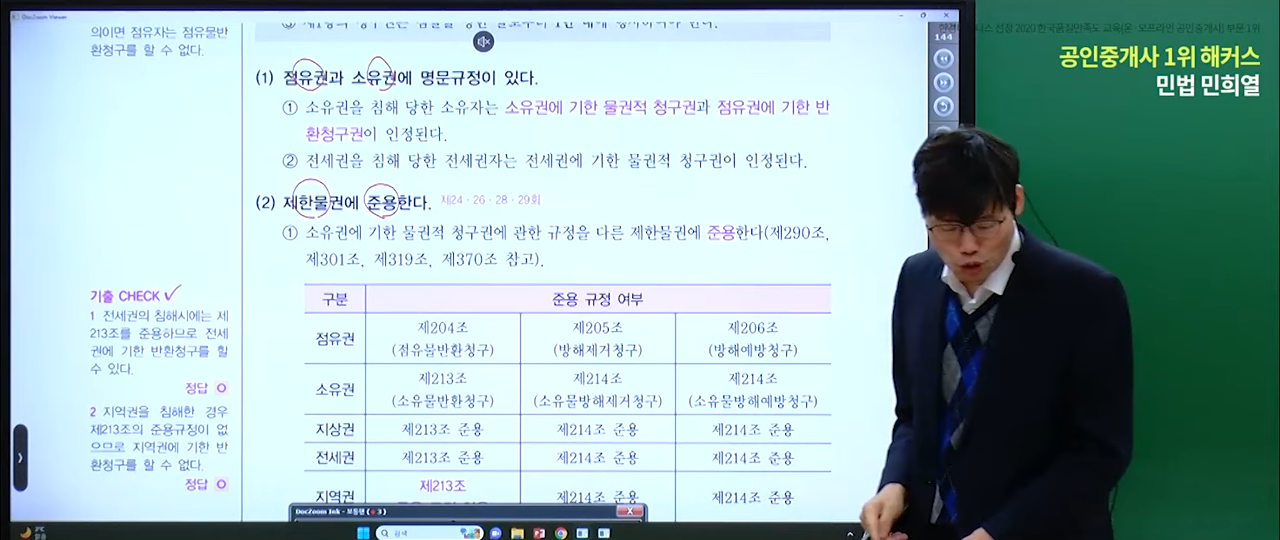 DocZoom Viewer
의이면 점유자는 점유물반
환청구를 할 수 없다.
144
공인중개사 1위 해커스
민법 민희열
(1) 점유권과 소유권에 명문규정이 있다.
① 소유권을 침해 당한 소유자는 소유권에 기한 물권적 청구권과 점유권에 기한 반
환청구권이 인정된다.
② 전세권을 침해 당한 전세권자는 전세권에 기한 물권적 청구권이 인정된다.
(2) 제한물권에 준용한다. 제24·26·28·29회
① 소유권에 기한 물권적 청구권에 관한 규정을 다른 제한물권에 준용한다(제290조,
제301조, 제319조, 제370조 참고).
기출 CHECK
1 전세권의 침해시에는 제
213조를 준용하므로 전세
권에 기한 반환청구를 할
수 있다.
정답 O
2 지역권을 침해한 경우
제213조의 준용규정이 없
으므로 지역권에 기한 반
환청구를 할 수 없다.
정답 O
구분 준용 규정 여부
점유권 제204조 제205조 제206조
(점유물반환청구) (방해제거청구) (방해예방청구)
소유권 제213조 제214조 제214조
(소유물반환청구) (소유물방해제거청구) (소유물방해예방청구)
지상권 제213조 준용 제214조 준용 제214조 준용
전세권 제213조 준용 제214조 준용 제214조 준용
지역권 제213조 제214조 준용 제214조 준용
DocZoom Ink - 보통펜 ( 3 )
검색